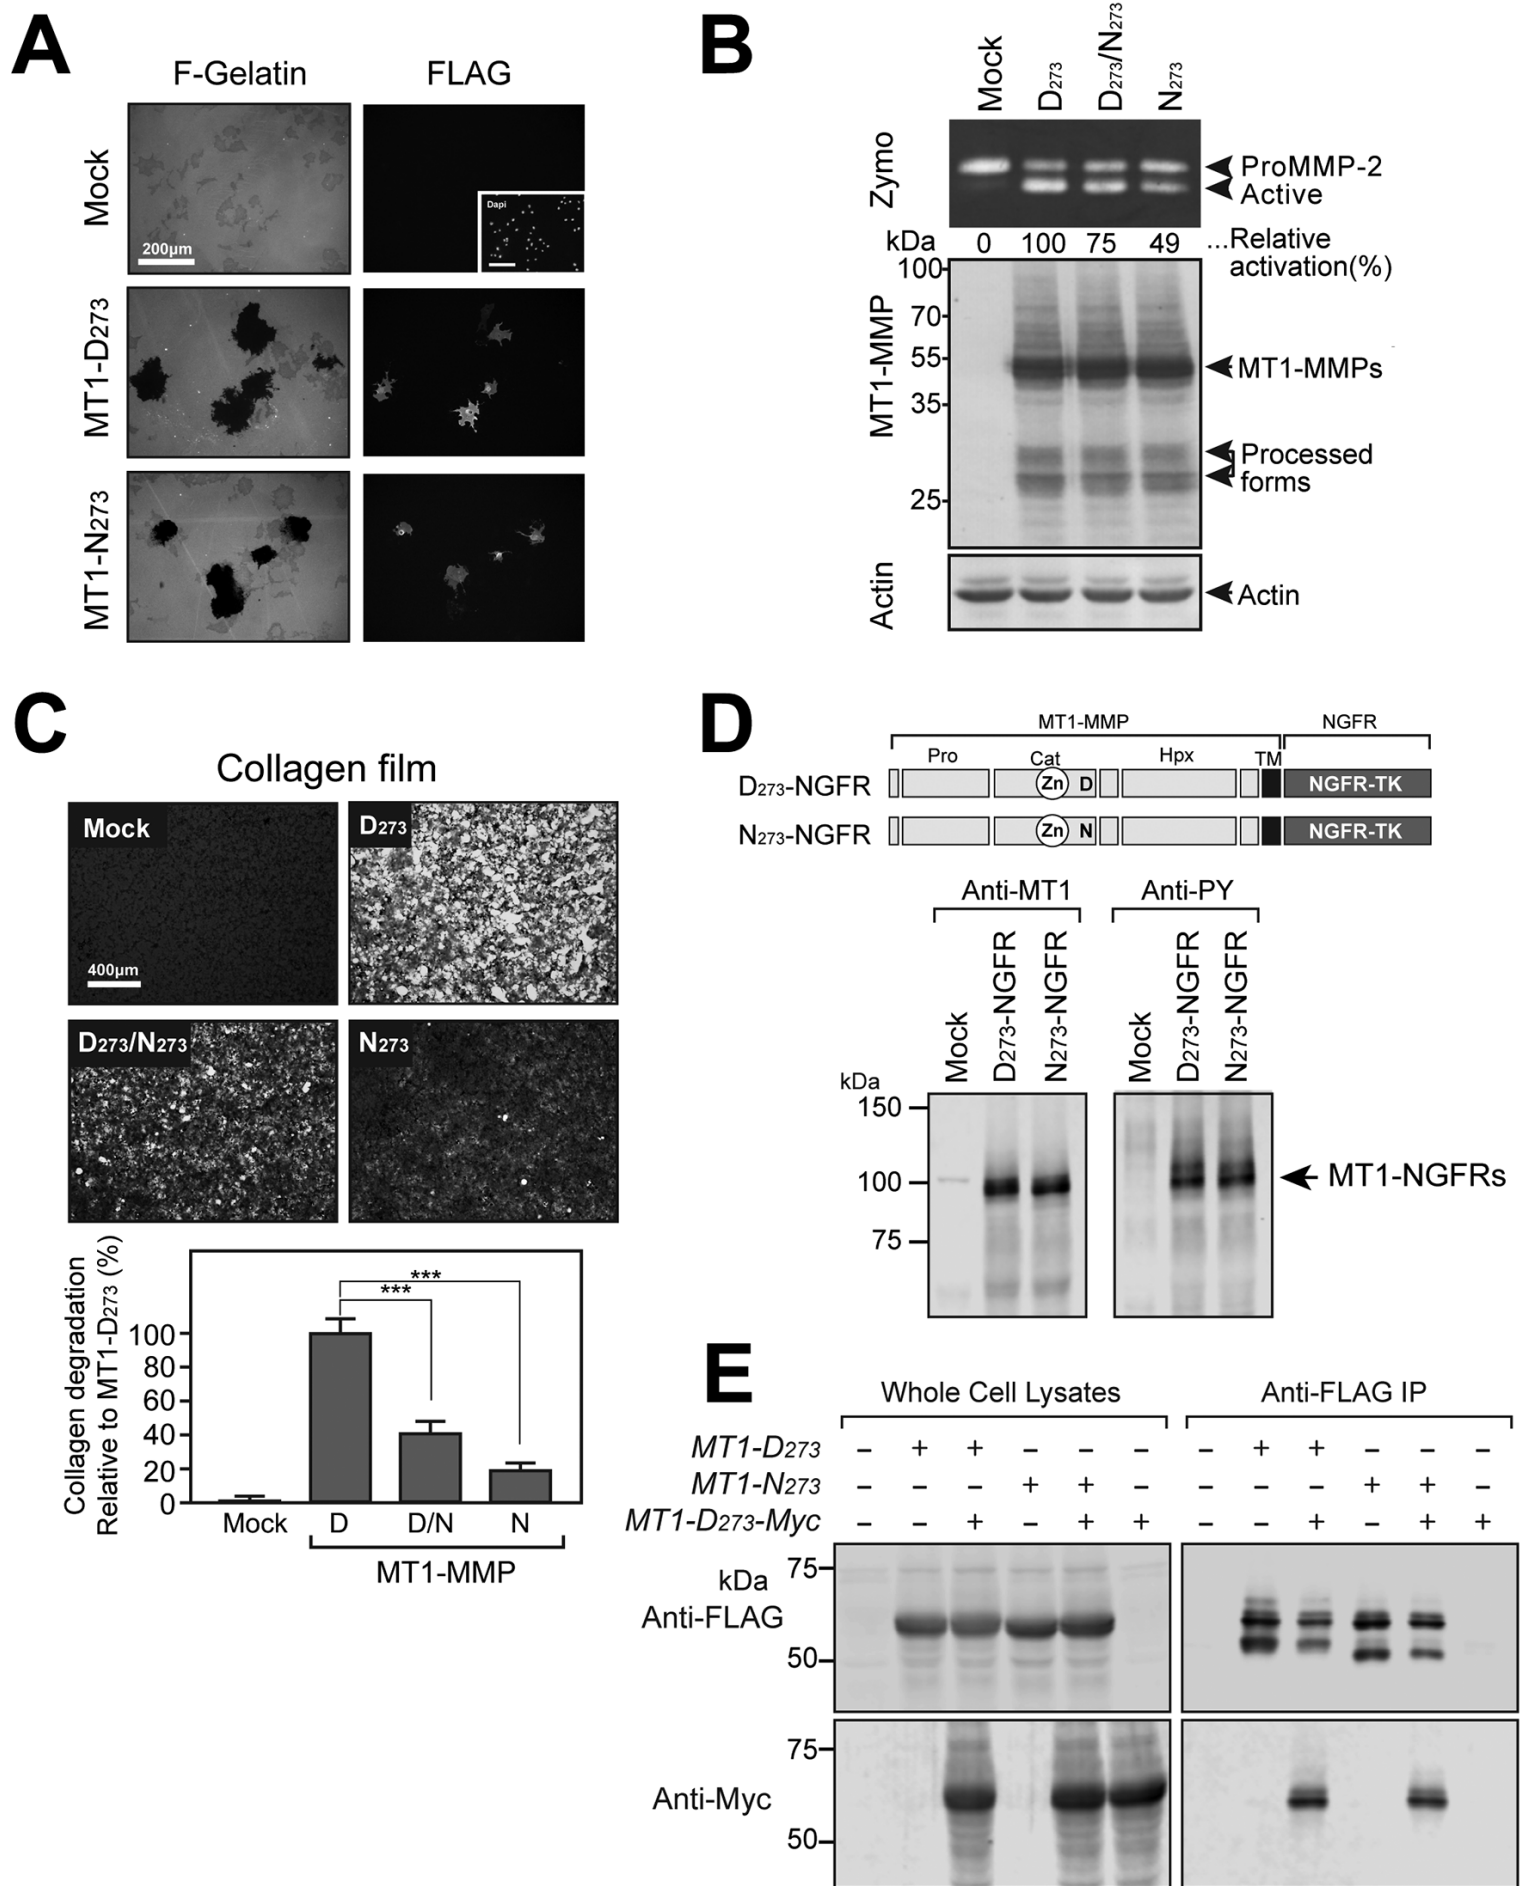 A
F-Gelatin
FLAG
Mock
200µm
Dapi
MT1-D273
MT1-N273
B
Mock
D273
D273/N273
N273
Zymo
ProMMP-2
Active
kDa
0 100 75 49 ...Relative
activation(%)
MT1-MMP
100
70
55
35
25
MT1-MMPs
Processed
forms
Actin
Actin
C
Collagen film
Mock
400µm
D273
D273/N273
N273
Collagen degradation
Relative to MT1-D273 (%)
100
80
60
40
20
0
***
***
Mock D D/N N
MT1-MMP
D
MT1-MMP NGFR
Pro Cat Hpx TM
D273-NGFR Zn D NGFR-TK
N273-NGFR Zn N NGFR-TK
Anti-MT1 Anti-PY
Mock
D273-NGFR
N273-NGFR
Mock
D273-NGFR
N273-NGFR
kDa
150
100
75
MT1-NGFRs
E
Whole Cell Lysates Anti-FLAG IP
MT1-D273 – + + – – – – + + – – –
MT1-N273 – – – + + – – – – + + –
MT1-D273-Myc – – + – + + – – + – + +
75
kDa
Anti-FLAG
50
75
Anti-Myc
50